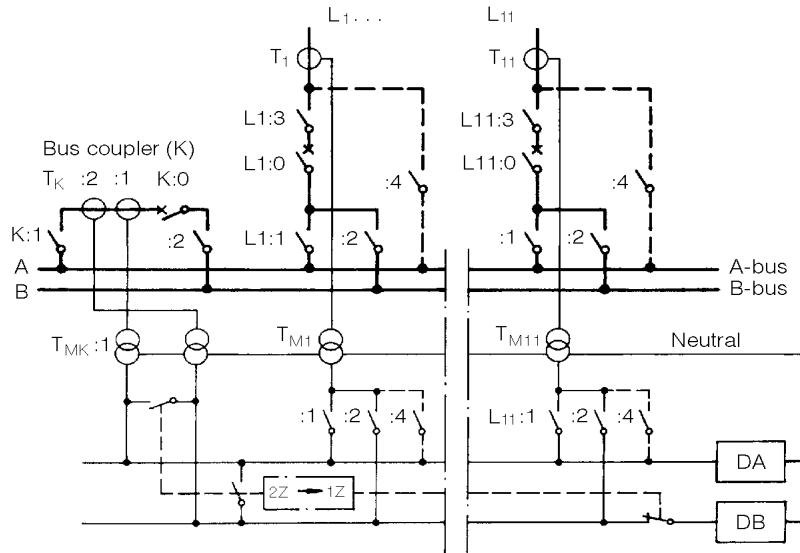 L1 . . .
L11
T1
T11
L1:3
L11:3
Bus coupler (K)
L1:0
L11:0
TK :2 :1 K:0
:4
:4
K:1
:2
L1:1
:2
:1
:2
A
A-bus
B
B-bus
TMK :1
TM1
TM11
Neutral
:1
:2
:4
L11:1
:2
:4
DA
2Z
1Z
DB